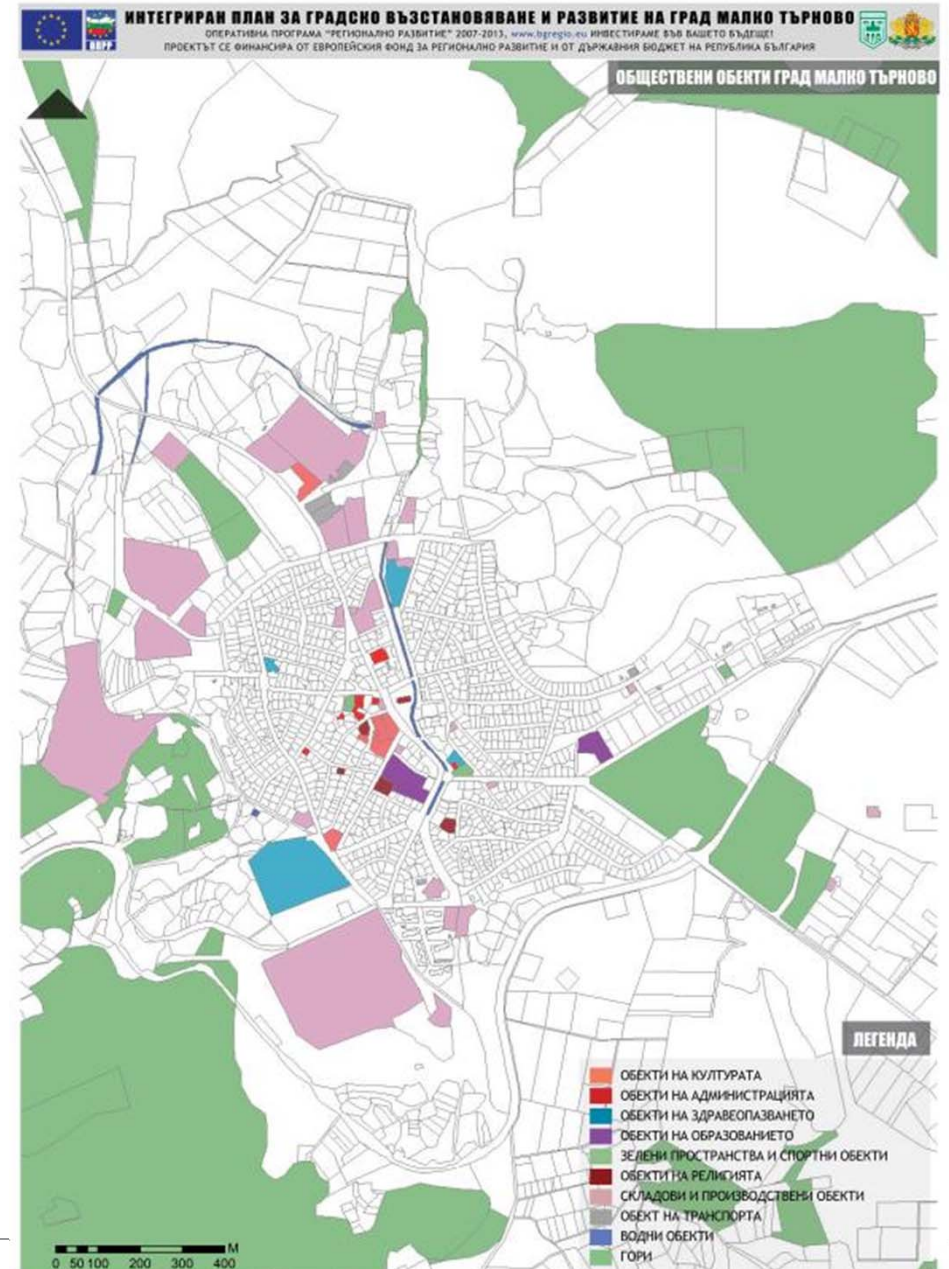 ИНТЕГРИРАН ПЛАН ЗА ГРАДСКО ВЪЗСТАНОВЯВАНЕ И РАЗВИТИЕ НА ГРАД МАЛКО ТЪРНОВО
ОПЕРАТИВНА ПРОГРАМА "РЕГИОНАЛНО РАЗВИТИЕ" 2007-2013, www.bgregio.eu ИНВЕСТИРАМЕ ВЪВ ВАШЕТО БЪДЕЩЕ!
ПРОЕКТЪТ СЕ ФИНАНСИРА ОТ ЕВРОПЕЙСКИЯ ФОНД ЗА РЕГИОНАЛНО РАЗВИТИЕ И ОТ ДЪРЖАВНИЯ БЮДЖЕТ НА РЕПУБЛИКА БЪЛГАРИЯ
ОПРР
ОБЩЕСТВЕНИ ОБЕКТИ ГРАД МАЛКО ТЪРНОВО
ЛЕГЕНДА
ОБЕКТИ НА КУЛТУРАТА
ОБЕКТИ НА АДМИНИСТРАЦИЯТА
ОБЕКТИ НА ЗДРАВЕОПАЗВАНЕТО
ОБЕКТИ НА ОБРАЗОВАНИЕТО
ЗЕЛЕНИ ПРОСТРАНСТВА И СПОРТНИ ОБЕКТИ
ОБЕКТИ НА РЕЛИГИЯТА
СКЛАДОВИ И ПРОИЗВОДСТВЕНИ ОБЕКТИ
ОБЕКТ НА ТРАНСПОРТА
ВОДНИ ОБЕКТИ
ГОРИ
М
0 50 100 200 300 400